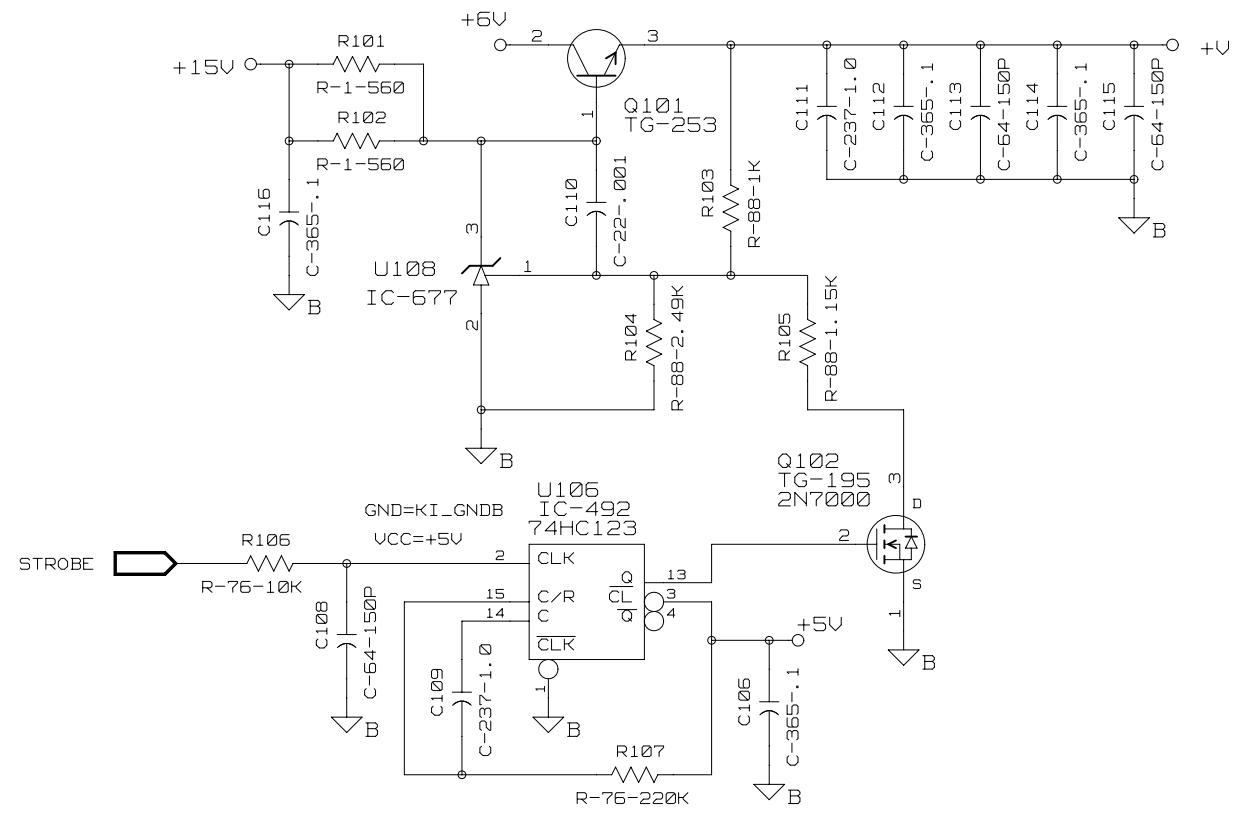 +6V
2
3
+V
R101
+15V
R-1-560
R102
R-1-560
Q101
TG-253
1
C111
C-237-1.0
C112
C-365-.1
C113
C-64-150P
C114
C-365-.1
C115
C-64-150P
B
C116
C-365-.1
B
C110
C-22-.001
R103
R-88-1K
3
U108
IC-677
1
2
R104
R-88-2.49K
R105
R-88-1.15K
B
Q102
TG-195
2N7000
3
D
2
S
1
B
U106
IC-492
74HC123
GND=KI_GNDB
VCC=+5V
STROBE
R106
R-76-10K
2
CLK
15
C/R
14
C
CLK
Q
13
CL
3
Q
4
1
B
C108
C-64-150P
B
C109
C-237-1.0
+5V
C106
C-365-.1
B
R107
R-76-220K